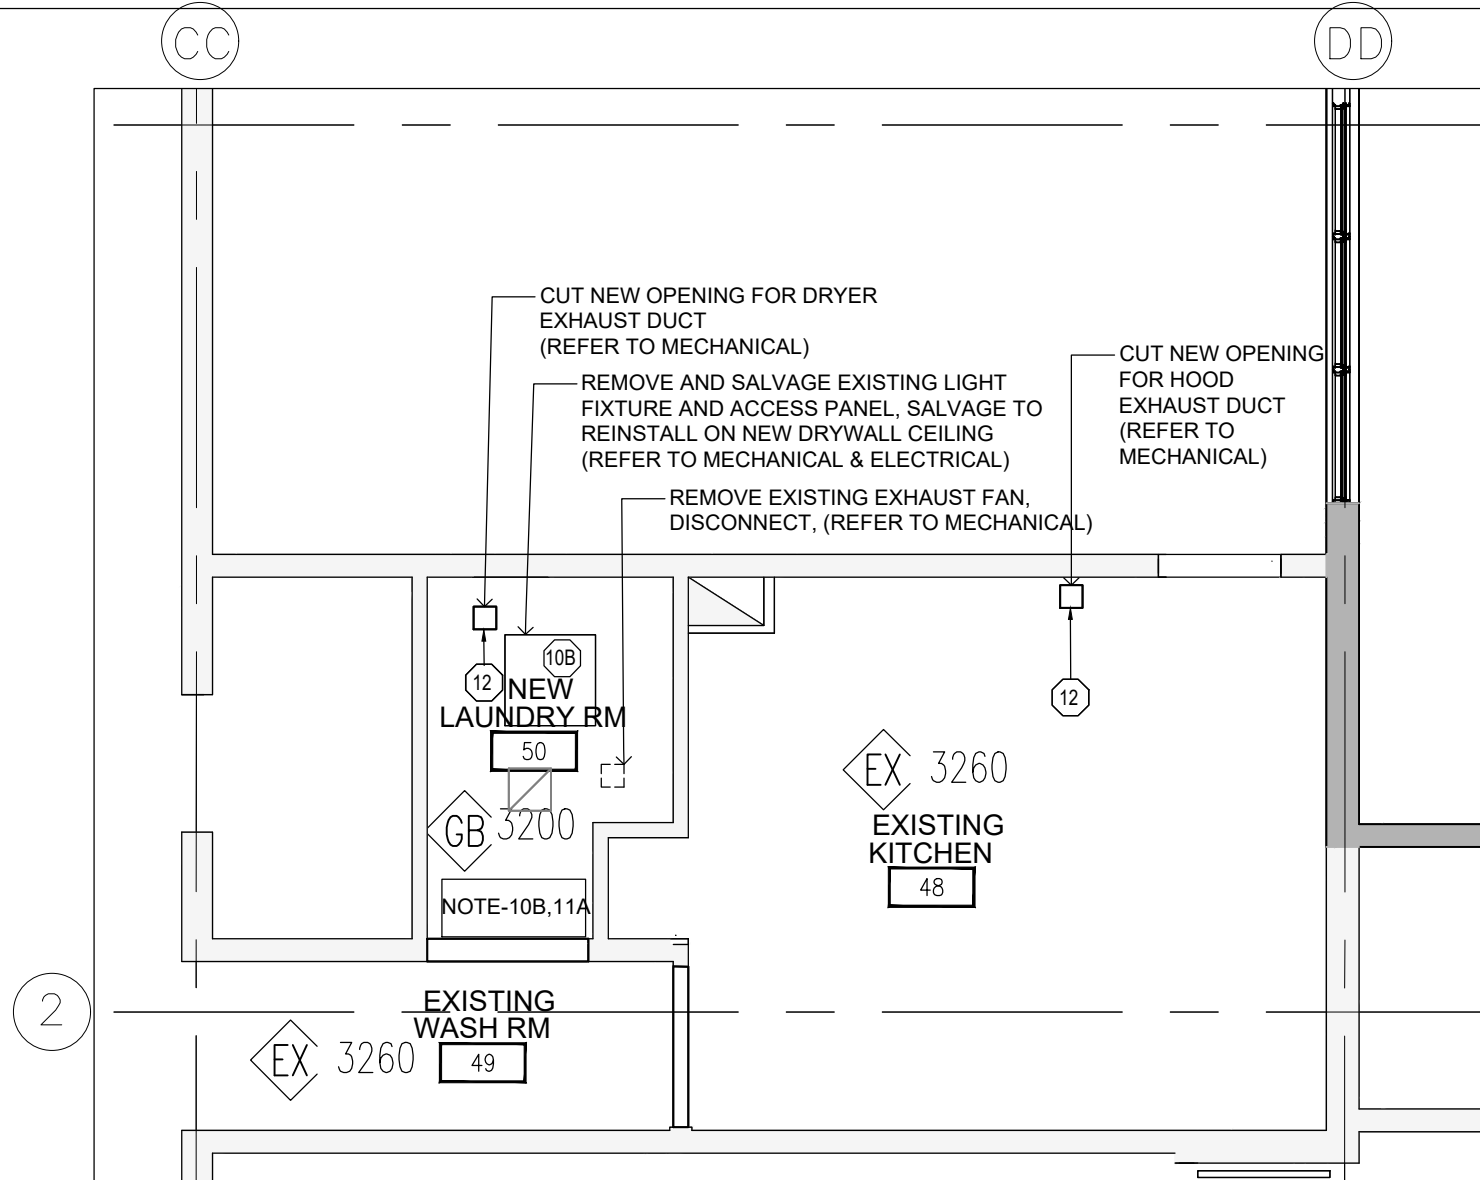 CC
DD
CUT NEW OPENING FOR DRYER
EXHAUST DUCT
(REFER TO MECHANICAL)
CUT NEW OPENING
FOR HOOD
EXHAUST DUCT
(REFER TO
MECHANICAL)
REMOVE AND SALVAGE EXISTING LIGHT
FIXTURE AND ACCESS PANEL, SALVAGE TO
REINSTALL ON NEW DRYWALL CEILING
(REFER TO MECHANICAL & ELECTRICAL)
REMOVE EXISTING EXHAUST FAN,
DISCONNECT, (REFER TO MECHANICAL)
10B
12
NEW
LAUNDRY RM
50
12
GB 3200
EX 3260
EXISTING
KITCHEN
48
NOTE-10B,11A
2
EXISTING
WASH RM
EX 3260
49